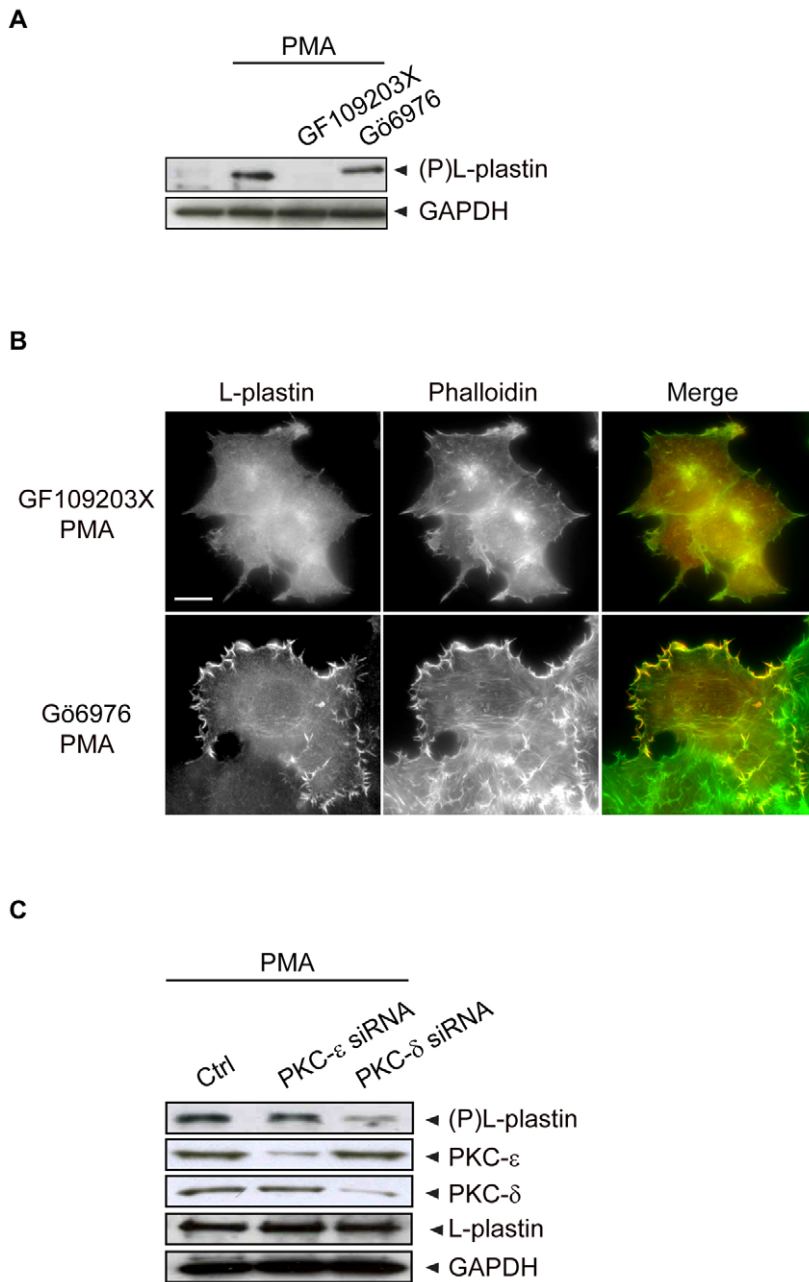 A
PMA
GF109203X
Gö6976
(P)L-plastin
GAPDH
B
L-plastin Phalloidin Merge
GF109203X
PMA
Gö6976
PMA
C
PMA
Ctrl PKC-ε siRNA PKC-δ siRNA
(P)L-plastin
PKC-ε
PKC-δ
L-plastin
GAPDH